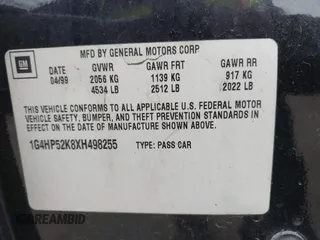 GM
MFD BY GENERAL MOTORS CORP
DATE GVWR GAWR FRT GAWR RR
04/99 2056 KG 1139 KG 917 KG
4534 LB 2512 LB 2022 LB
THIS VEHICLE CONFORMS TO ALL APPLICABLE U.S. FEDERAL MOTOR
VEHICLE SAFETY, BUMPER, AND THEFT PREVENTION STANDARDS IN
EFFECT ON THE DATE OF MANUFACTURE SHOWN ABOVE.
1G4HP52K8XH498255 TYPE: PASS CAR
IAMDREAMBID.COM